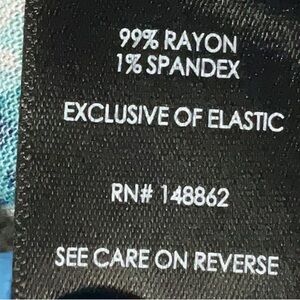 99% RAYON
1% SPANDEX
EXCLUSIVE OF ELASTIC
RN# 148862
SEE CARE ON REVERSE